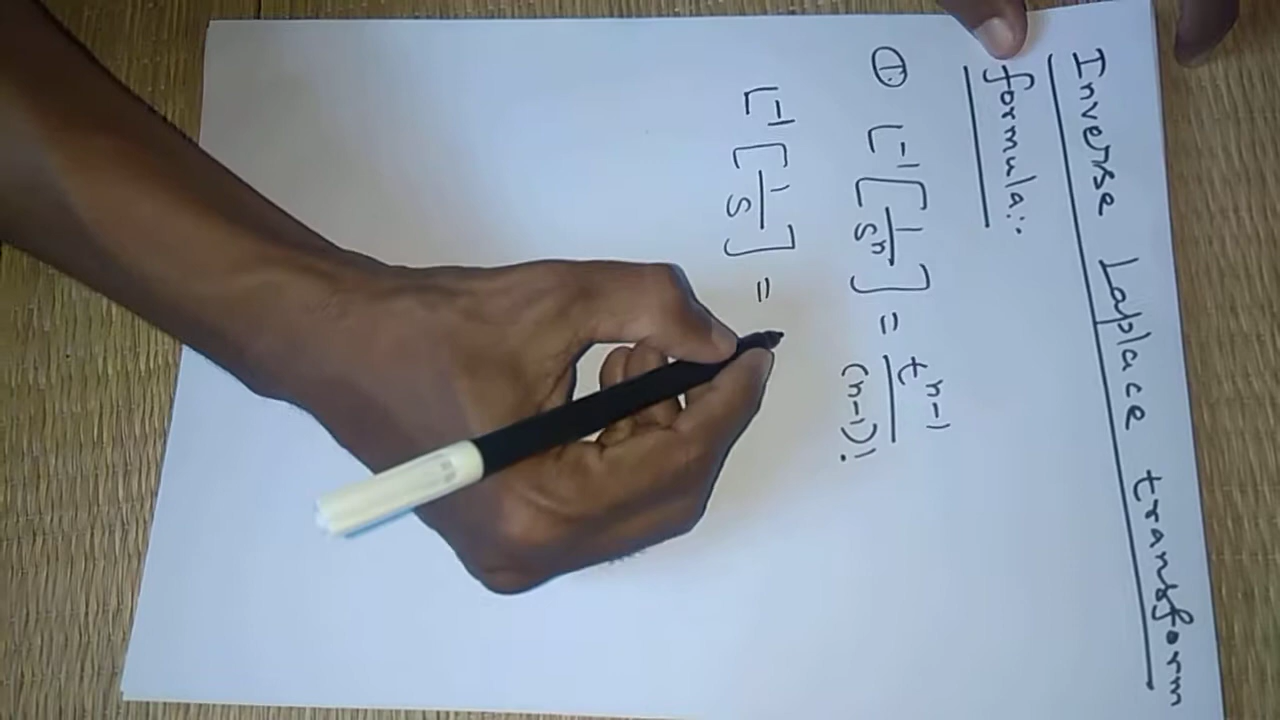 Inverse Laplace transform
formula:-
① L⁻¹[1/sⁿ] = tⁿ⁻¹/(n-1)!
L⁻¹[1/s] =